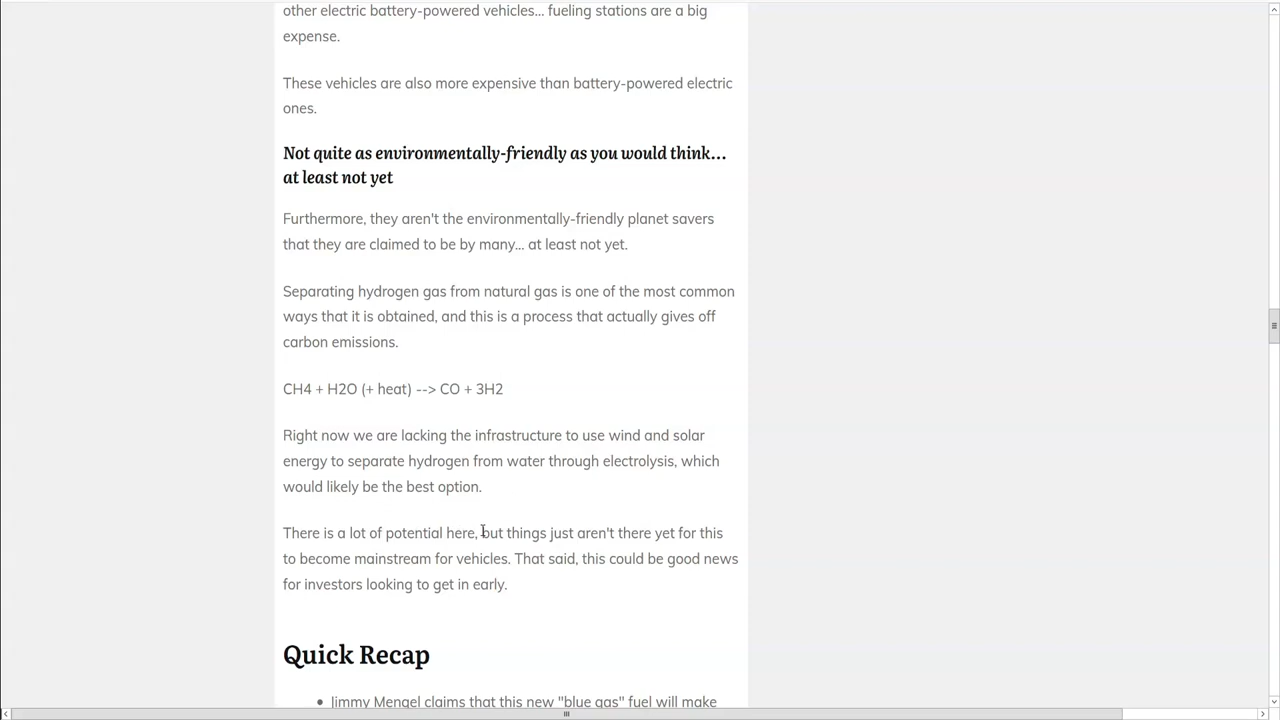 other electric battery-powered vehicles... fueling stations are a big
expense.
These vehicles are also more expensive than battery-powered electric
ones.
Not quite as environmentally-friendly as you would think...
at least not yet
Furthermore, they aren't the environmentally-friendly planet savers
that they are claimed to be by many... at least not yet.
Separating hydrogen gas from natural gas is one of the most common
ways that it is obtained, and this is a process that actually gives off
carbon emissions.
CH4 + H2O (+ heat) --> CO + 3H2
Right now we are lacking the infrastructure to use wind and solar
energy to separate hydrogen from water through electrolysis, which
would likely be the best option.
There is a lot of potential here, but things just aren't there yet for this
to become mainstream for vehicles. That said, this could be good news
for investors looking to get in early.
Quick Recap
• Jimmy Mengel claims that this new "blue gas" fuel will make